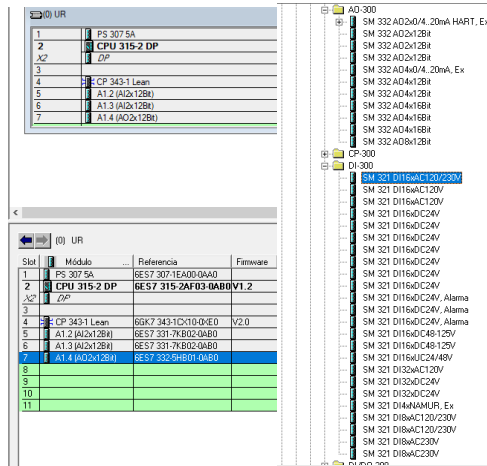 (0) UR
1 PS 307 5A
2 CPU 315-2 DP
X2 DP
3
4 CP 343-1 Lean
5 A1.2 (AI2x12Bit)
6 A1.3 (AI2x12Bit)
7 A1.4 (AO2x12Bit)
(0) UR
Slot Módulo ... Referencia Firmware
1 PS 307 5A 6ES7 307-1EA00-0AA0
2 CPU 315-2 DP 6ES7 315-2AF03-0AB0 V1.2
X2 DP
3
4 CP 343-1 Lean 6GK7 343-1CX10-0XE0 V2.0
5 A1.2 (AI2x12Bit) 6ES7 331-7KB02-0AB0
6 A1.3 (AI2x12Bit) 6ES7 331-7KB02-0AB0
7 A1.4 (AO2x12Bit) 6ES7 332-5HB01-0AB0
8
9
10
11
AO-300
SM 332 AO2x0/4..20mA HART, Ex
SM 332 AO2x12Bit
SM 332 AO2x12Bit
SM 332 AO2x12Bit
SM 332 AO4x0/4..20mA, Ex
SM 332 AO4x12Bit
SM 332 AO4x12Bit
SM 332 AO4x16Bit
SM 332 AO4x16Bit
SM 332 AO4x16Bit
SM 332 AO8x12Bit
CP-300
DI-300
SM 321 DI16xAC120/230V
SM 321 DI16xAC120V
SM 321 DI16xAC120V
SM 321 DI16xDC24V
SM 321 DI16xDC24V
SM 321 DI16xDC24V
SM 321 DI16xDC24V
SM 321 DI16xDC24V
SM 321 DI16xDC24V
SM 321 DI16xDC24V
SM 321 DI16xDC24V, Alarma
SM 321 DI16xDC24V, Alarma
SM 321 DI16xDC24V, Alarma
SM 321 DI16xDC48-125V
SM 321 DI16xDC48-125V
SM 321 DI16xUC24/48V
SM 321 DI32xAC120V
SM 321 DI32xDC24V
SM 321 DI32xDC24V
SM 321 DI4xNAMUR, Ex
SM 321 DI8xAC120/230V
SM 321 DI8xAC120/230V
SM 321 DI8xAC230V
SM 321 DI8xAC230V
DI/DO-300